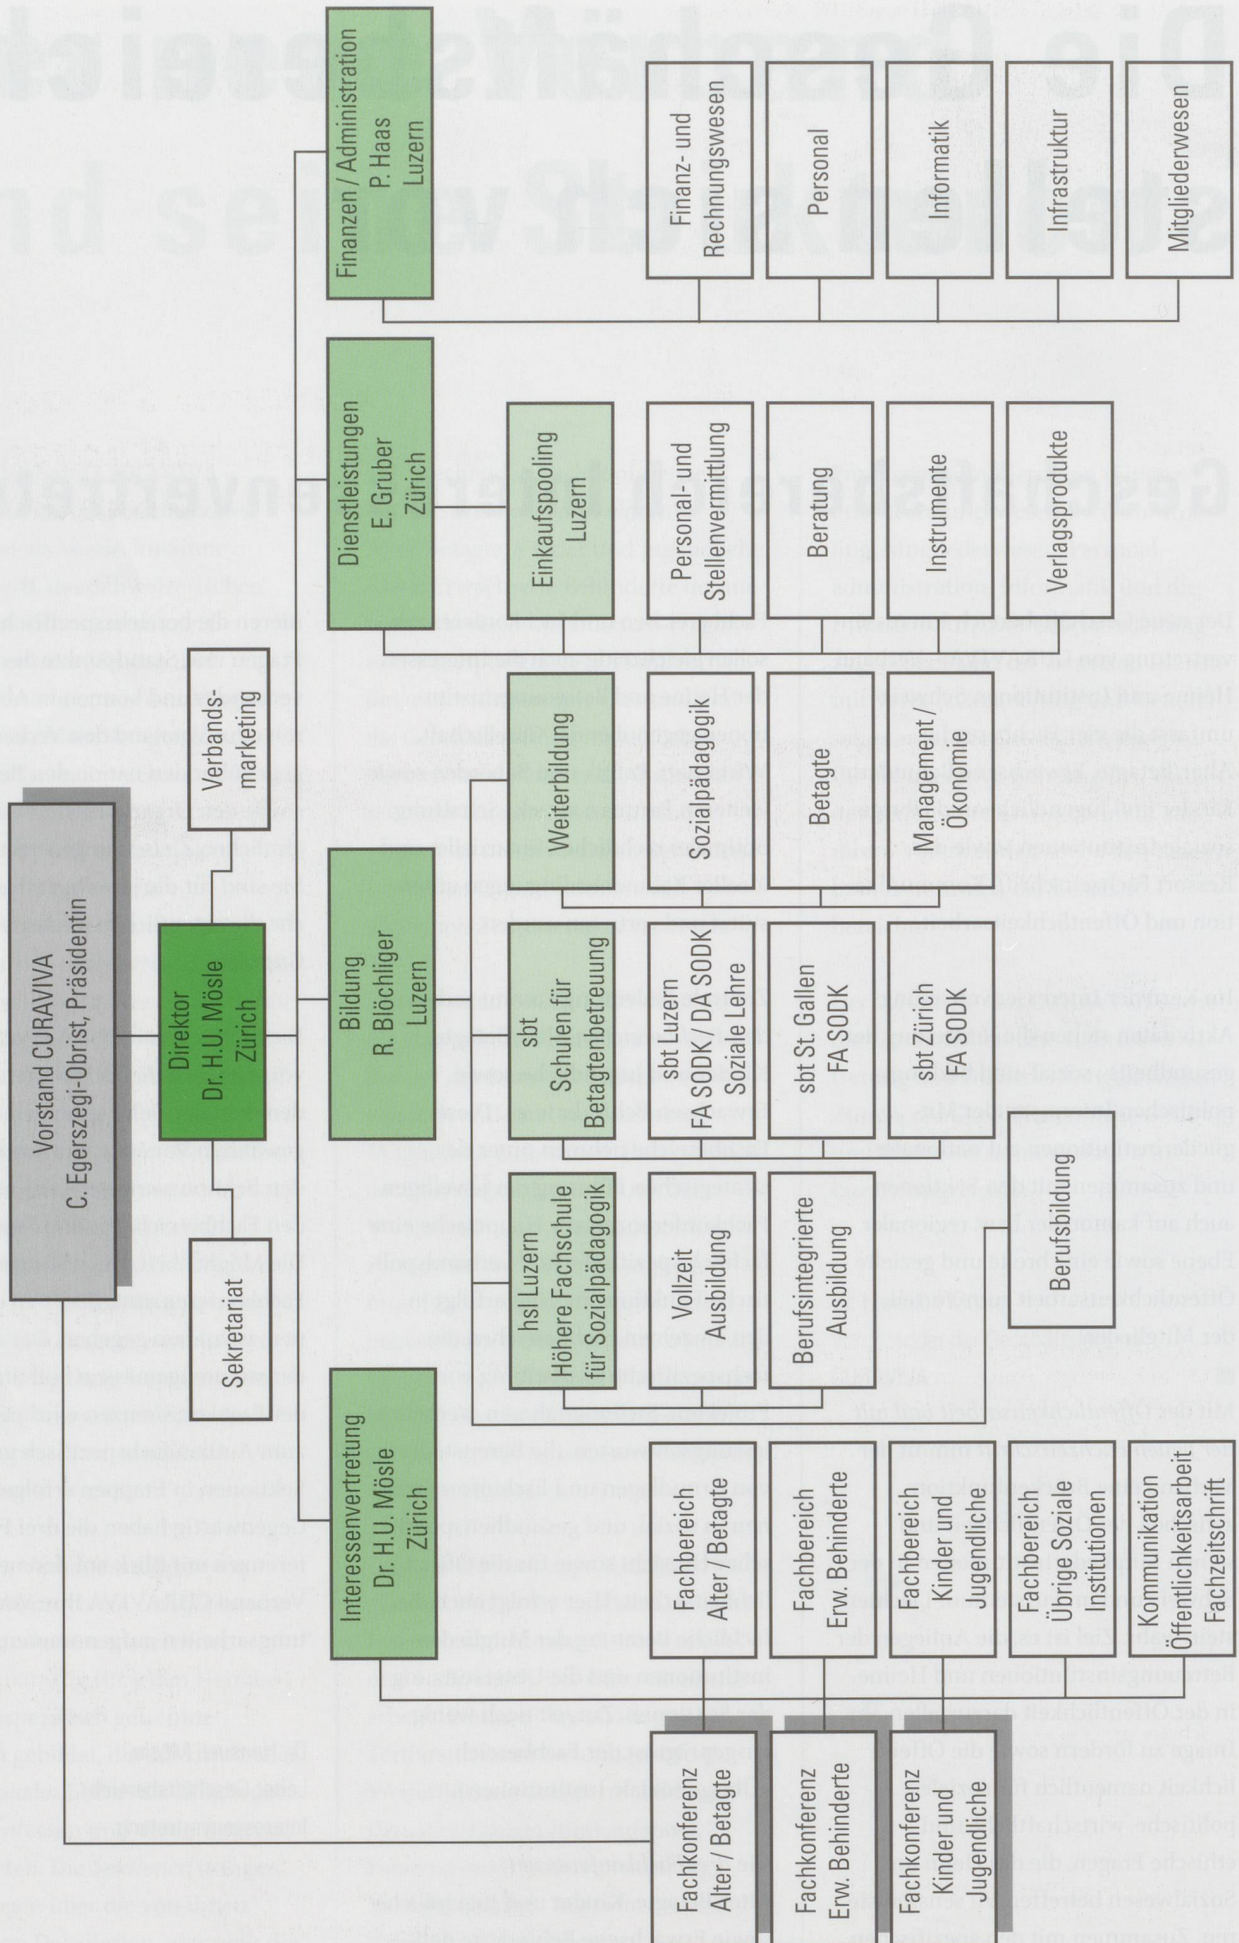 Vorstand CURAVIVA
C. Egerszegi-Obrist, Präsidentin
Direktor
Dr. H.U. Mösle
Zürich
Sekretariat
Verbands-
marketing
Interessenvertretung
Dr. H.U. Mösle
Zürich
Bildung
R. Blöchliger
Luzern
Dienstleistungen
E. Gruber
Zürich
Finanzen / Administration
P. Haas
Luzern
hsl Luzern
Höhere Fachschule
für Sozialpädagogik
sbt
Schulen für
Betagtenbetreuung
Weiterbildung
Einkaufspooling
Luzern
Fachkonferenz
Alter / Betagte
Fachbereich
Alter / Betagte
Vollzeit
Ausbildung
sbt Luzern
FA SODK / DA SODK
Soziale Lehre
Sozialpädagogik
Personal- und
Stellenvermittlung
Finanz- und
Rechnungswesen
Fachkonferenz
Erw. Behinderte
Fachbereich
Erw. Behinderte
Berufsintegrierte
Ausbildung
sbt St. Gallen
FA SODK
Betagte
Beratung
Personal
Fachkonferenz
Kinder und
Jugendliche
Fachbereich
Kinder und
Jugendliche
sbt Zürich
FA SODK
Management /
Ökonomie
Instrumente
Informatik
Fachbereich
Übrige Soziale
Institutionen
Berufsbildung
Verlagsprodukte
Infrastruktur
Kommunikation
Öffentlichkeitsarbeit
Fachzeitschrift
Mitgliederwesen